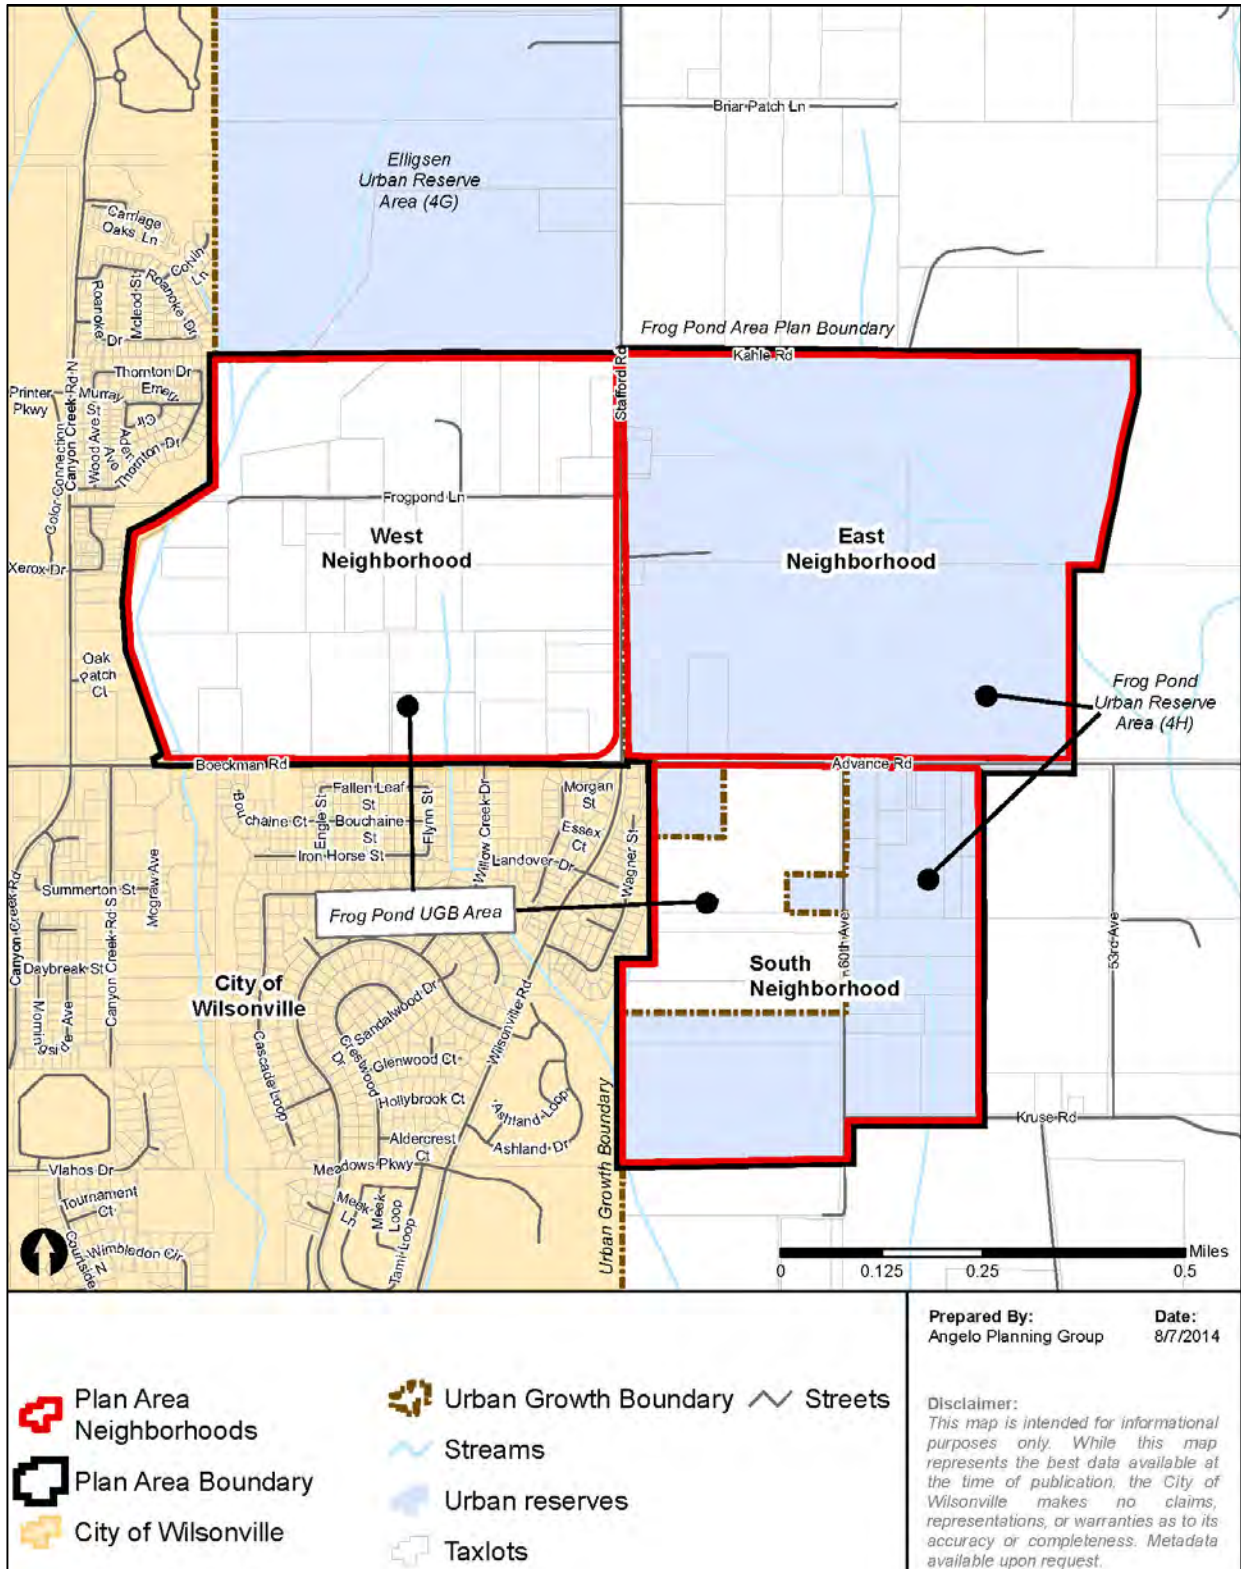 Briar Patch Ln
Elligsen
Urban Reserve
Area (4G)
Carriage
Oaks Ln
Colvin
Ln
Roanoke Dr
Roanoke
Dr
Mcleod St
Frog Pond Area Plan Boundary
Kahle Rd
Stafford Rd
Thornton Dr
Emery
Cir
Printer
Pkwy
Murray
St
Canyon Creek Rd N
Wood Ave
Aden
Ave
Thornton Dr
Color Connection
Frogpond Ln
West
Neighborhood
East
Neighborhood
Xerox Dr
Oak
Patch
Ct
Frog Pond
Urban Reserve
Area (4H)
Boeckman Rd
Advance Rd
Bou
chaine Ct
Engle St
Fallen Leaf
St
Bouchaine
St
Flynn St
Iron Horse St
Willow Creek Dr
Morgan
St
Essex
Ct
Landover Dr
Wagner St
Summerton St
Mcgraw Ave
Canyon Creek Rd
Canyon Creek Rd S
Frog Pond UGB Area
60th Ave
53rd Ave
South
Neighborhood
Daybreak St
City of
Wilsonville
Sandalwood Dr
Wilsonville Rd
Crestwood
Dr
Glenwood Ct
Cascade Loop
Hollybrook Ct
Ashland Loop
Aldercrest
Ct
Ashland Dr
Kruse Rd
Vlahos Dr
Meadows Pkwy
Tournament
Ct
Meek
Ln
Meek
Loop
Tami Loop
Urban Growth Boundary
Courtside
Wimbledon Cir
N
Miles
0
0.125
0.25
0.5
Prepared By:
Angelo Planning Group
Date:
8/7/2014
Plan Area
Neighborhoods
Plan Area Boundary
City of Wilsonville
Urban Growth Boundary
Streams
Urban reserves
Taxlots
Streets
Disclaimer:
This map is intended for informational
purposes only. While this map
represents the best data available at
the time of publication, the City of
Wilsonville makes no claims,
representations, or warranties as to its
accuracy or completeness. Metadata
available upon request.